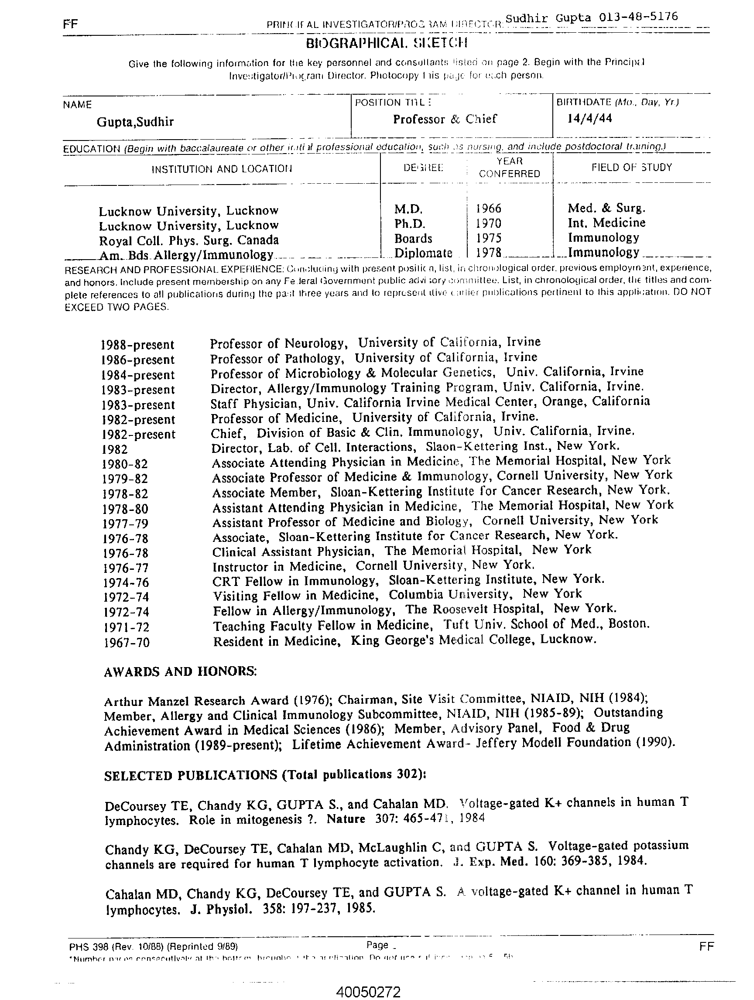 FF
PRINCIPAL INVESTIGATOR/PROGRAM DIRECTOR: Sudhir Gupta 013-48-5176
BIOGRAPHICAL SKETCH
Give the following information for the key personnel and consultants listed on page 2. Begin with the Principal
Investigator/Program Director. Photocopy this page for each person.
NAME
POSITION TITLE
BIRTHDATE (Mo., Day, Yr.)
Gupta,Sudhir
Professor & Chief
14/4/44
EDUCATION (Begin with baccalaureate or other initial professional education, such as nursing, and include postdoctoral training.)
INSTITUTION AND LOCATION
DEGREE
YEAR CONFERRED
FIELD OF STUDY
Lucknow University, Lucknow M.D. 1966 Med. & Surg.
Lucknow University, Lucknow Ph.D. 1970 Int. Medicine
Royal Coll. Phys. Surg. Canada Boards 1975 Immunology
Am. Bds Allergy/Immunology Diplomate 1978 Immunology
RESEARCH AND PROFESSIONAL EXPERIENCE: Concluding with present position, list, in chronological order, previous employment, experience,
and honors. Include present membership on any Federal Government public advisory committee. List, in chronological order, the titles and com-
plete references to all publications during the past three years and to representative earlier publications pertinent to this application. DO NOT
EXCEED TWO PAGES.
1988-present Professor of Neurology, University of California, Irvine
1986-present Professor of Pathology, University of California, Irvine
1984-present Professor of Microbiology & Molecular Genetics, Univ. California, Irvine
1983-present Director, Allergy/Immunology Training Program, Univ. California, Irvine.
1983-present Staff Physician, Univ. California Irvine Medical Center, Orange, California
1982-present Professor of Medicine, University of California, Irvine.
1982-present Chief, Division of Basic & Clin. Immunology, Univ. California, Irvine.
1982 Director, Lab. of Cell. Interactions, Slaon-Kettering Inst., New York.
1980-82 Associate Attending Physician in Medicine, The Memorial Hospital, New York
1979-82 Associate Professor of Medicine & Immunology, Cornell University, New York
1978-82 Associate Member, Sloan-Kettering Institute for Cancer Research, New York.
1978-80 Assistant Attending Physician in Medicine, The Memorial Hospital, New York
1977-79 Assistant Professor of Medicine and Biology, Cornell University, New York
1976-78 Associate, Sloan-Kettering Institute for Cancer Research, New York.
1976-78 Clinical Assistant Physician, The Memorial Hospital, New York
1976-77 Instructor in Medicine, Cornell University, New York.
1974-76 CRT Fellow in Immunology, Sloan-Kettering Institute, New York.
1972-74 Visiting Fellow in Medicine, Columbia University, New York
1972-74 Fellow in Allergy/Immunology, The Roosevelt Hospital, New York.
1971-72 Teaching Faculty Fellow in Medicine, Tuft Univ. School of Med., Boston.
1967-70 Resident in Medicine, King George's Medical College, Lucknow.
AWARDS AND HONORS:
Arthur Manzel Research Award (1976); Chairman, Site Visit Committee, NIAID, NIH (1984);
Member, Allergy and Clinical Immunology Subcommittee, NIAID, NIH (1985-89); Outstanding
Achievement Award in Medical Sciences (1986); Member, Advisory Panel, Food & Drug
Administration (1989-present); Lifetime Achievement Award- Jeffery Modell Foundation (1990).
SELECTED PUBLICATIONS (Total publications 302):
DeCoursey TE, Chandy KG, GUPTA S., and Cahalan MD. Voltage-gated K+ channels in human T
lymphocytes. Role in mitogenesis ?. Nature 307: 465-471, 1984
Chandy KG, DeCoursey TE, Cahalan MD, McLaughlin C, and GUPTA S. Voltage-gated potassium
channels are required for human T lymphocyte activation. J. Exp. Med. 160: 369-385, 1984.
Cahalan MD, Chandy KG, DeCoursey TE, and GUPTA S. A voltage-gated K+ channel in human T
lymphocytes. J. Physiol. 358: 197-237, 1985.
PHS 398 (Rev. 10/88) (Reprinted 9/89)
Page
FF
*Number pages consecutively at the bottom throughout the application. Do not use
40050272